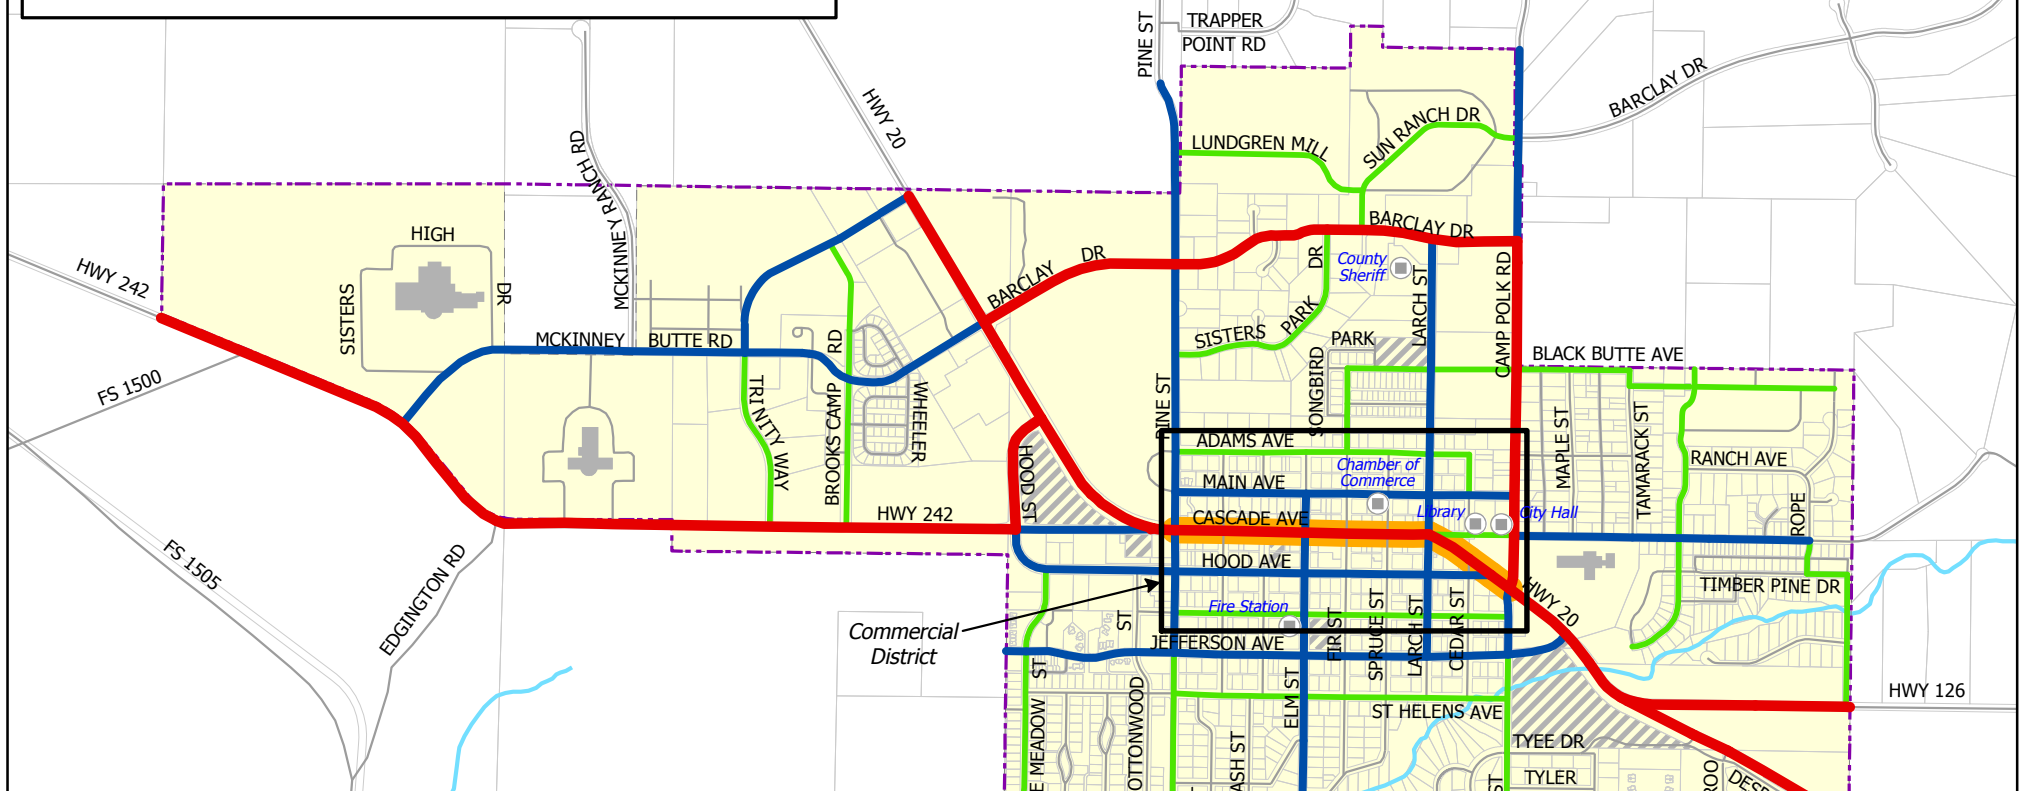 PINE ST
TRAPPER
POINT RD
HWY 20
BARCLAY DR
LUNDGREN MILL
SUN RANCH DR
MCKINNEY RANCH RD
HIGH
SISTERS
DR
HWY 242
BARCLAY DR
BARCLAY DR
County
Sheriff
DR
PARK
SISTERS
LARCH ST
CAMP POLK RD
MCKINNEY BUTTE RD
RD
BROOKS CAMP
TRINITY WAY
WHEELER
FS 1500
PARK
SONGBIRD
BLACK BUTTE AVE
PINE ST
ADAMS AVE
Chamber of
Commerce
MAIN AVE
HOOD ST
HWY 242
CASCADE AVE
Library
City Hall
MAPLE ST
TAMARACK ST
RANCH AVE
ROPE
HOOD AVE
FS 1505
EDGINGTON RD
Fire Station
HWY 20
TIMBER PINE DR
Commercial
District
ST
JEFFERSON AVE
FIR ST
SPRUCE ST
LARCH ST
CEDAR ST
ST
E MEADOW
OTTONWOOD
ELM ST
ST HELENS AVE
HWY 126
ASH ST
TYEE DR
TYLER
ST
ROO
DESE